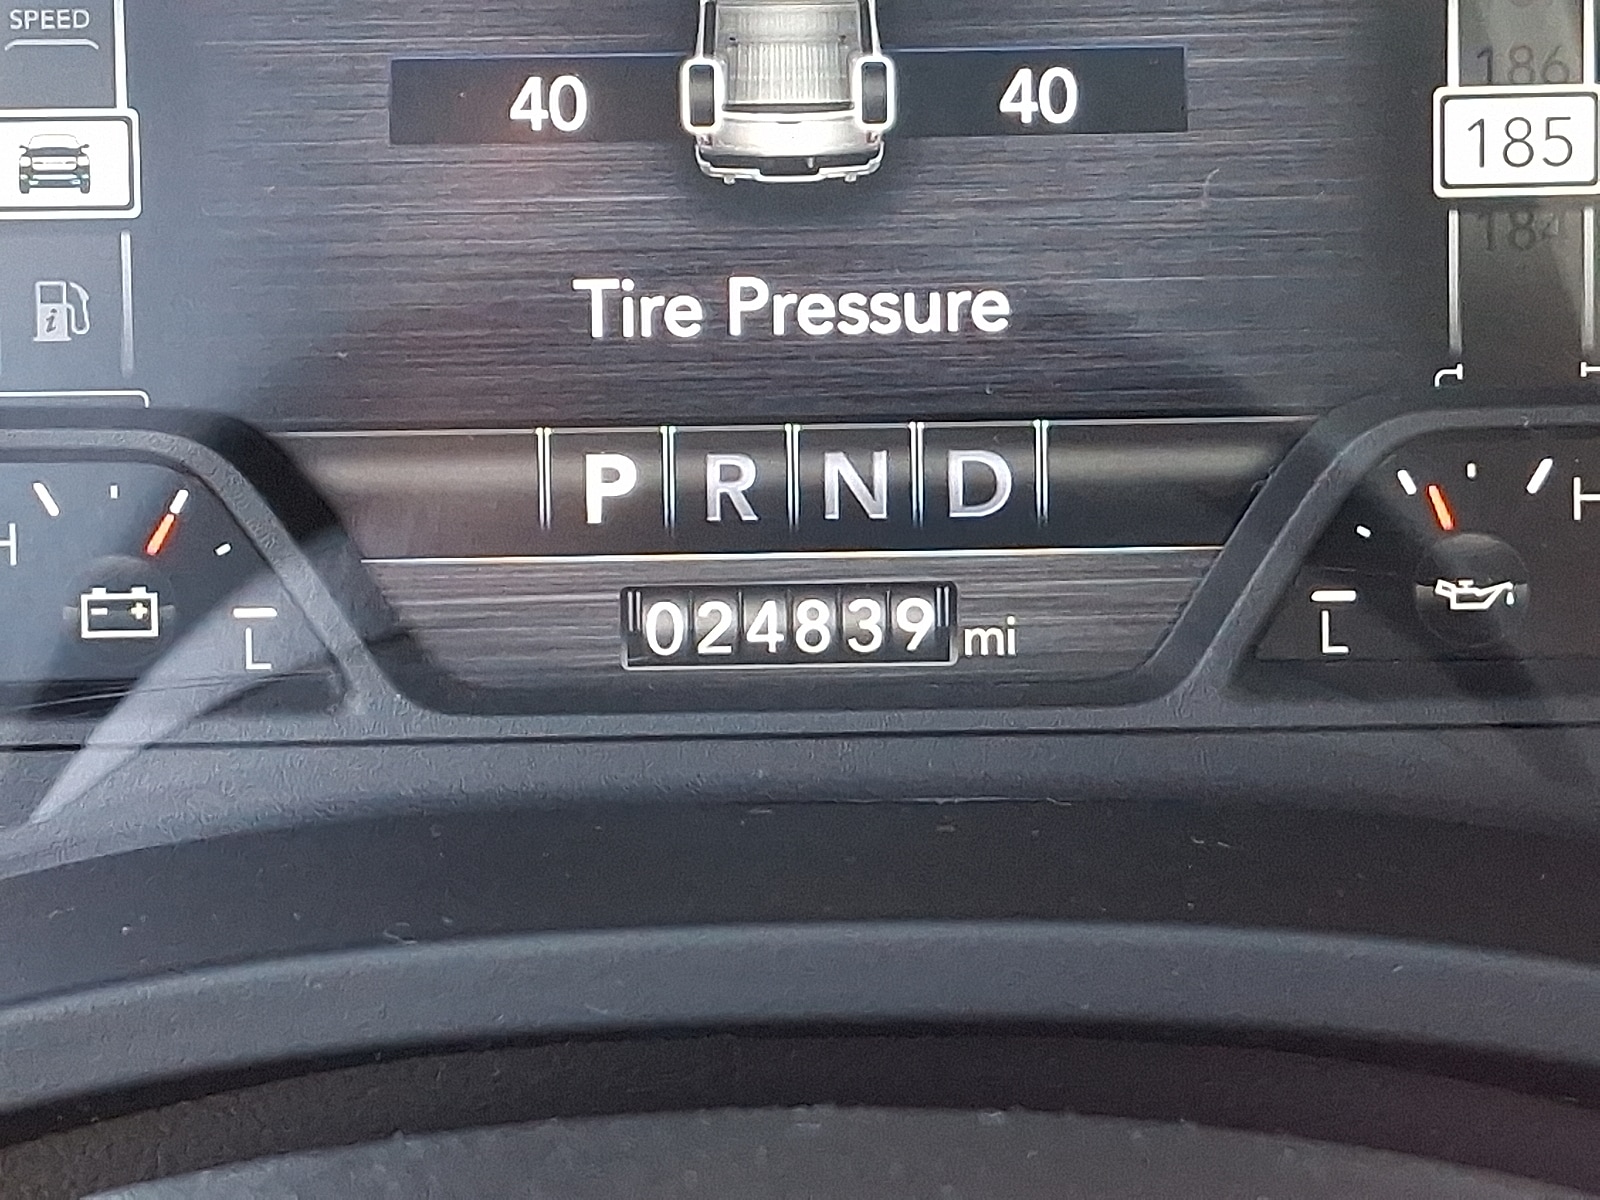 SPEED
186
40 40
185
184
Tire Pressure
P R N D
H H
024839 mi
L L